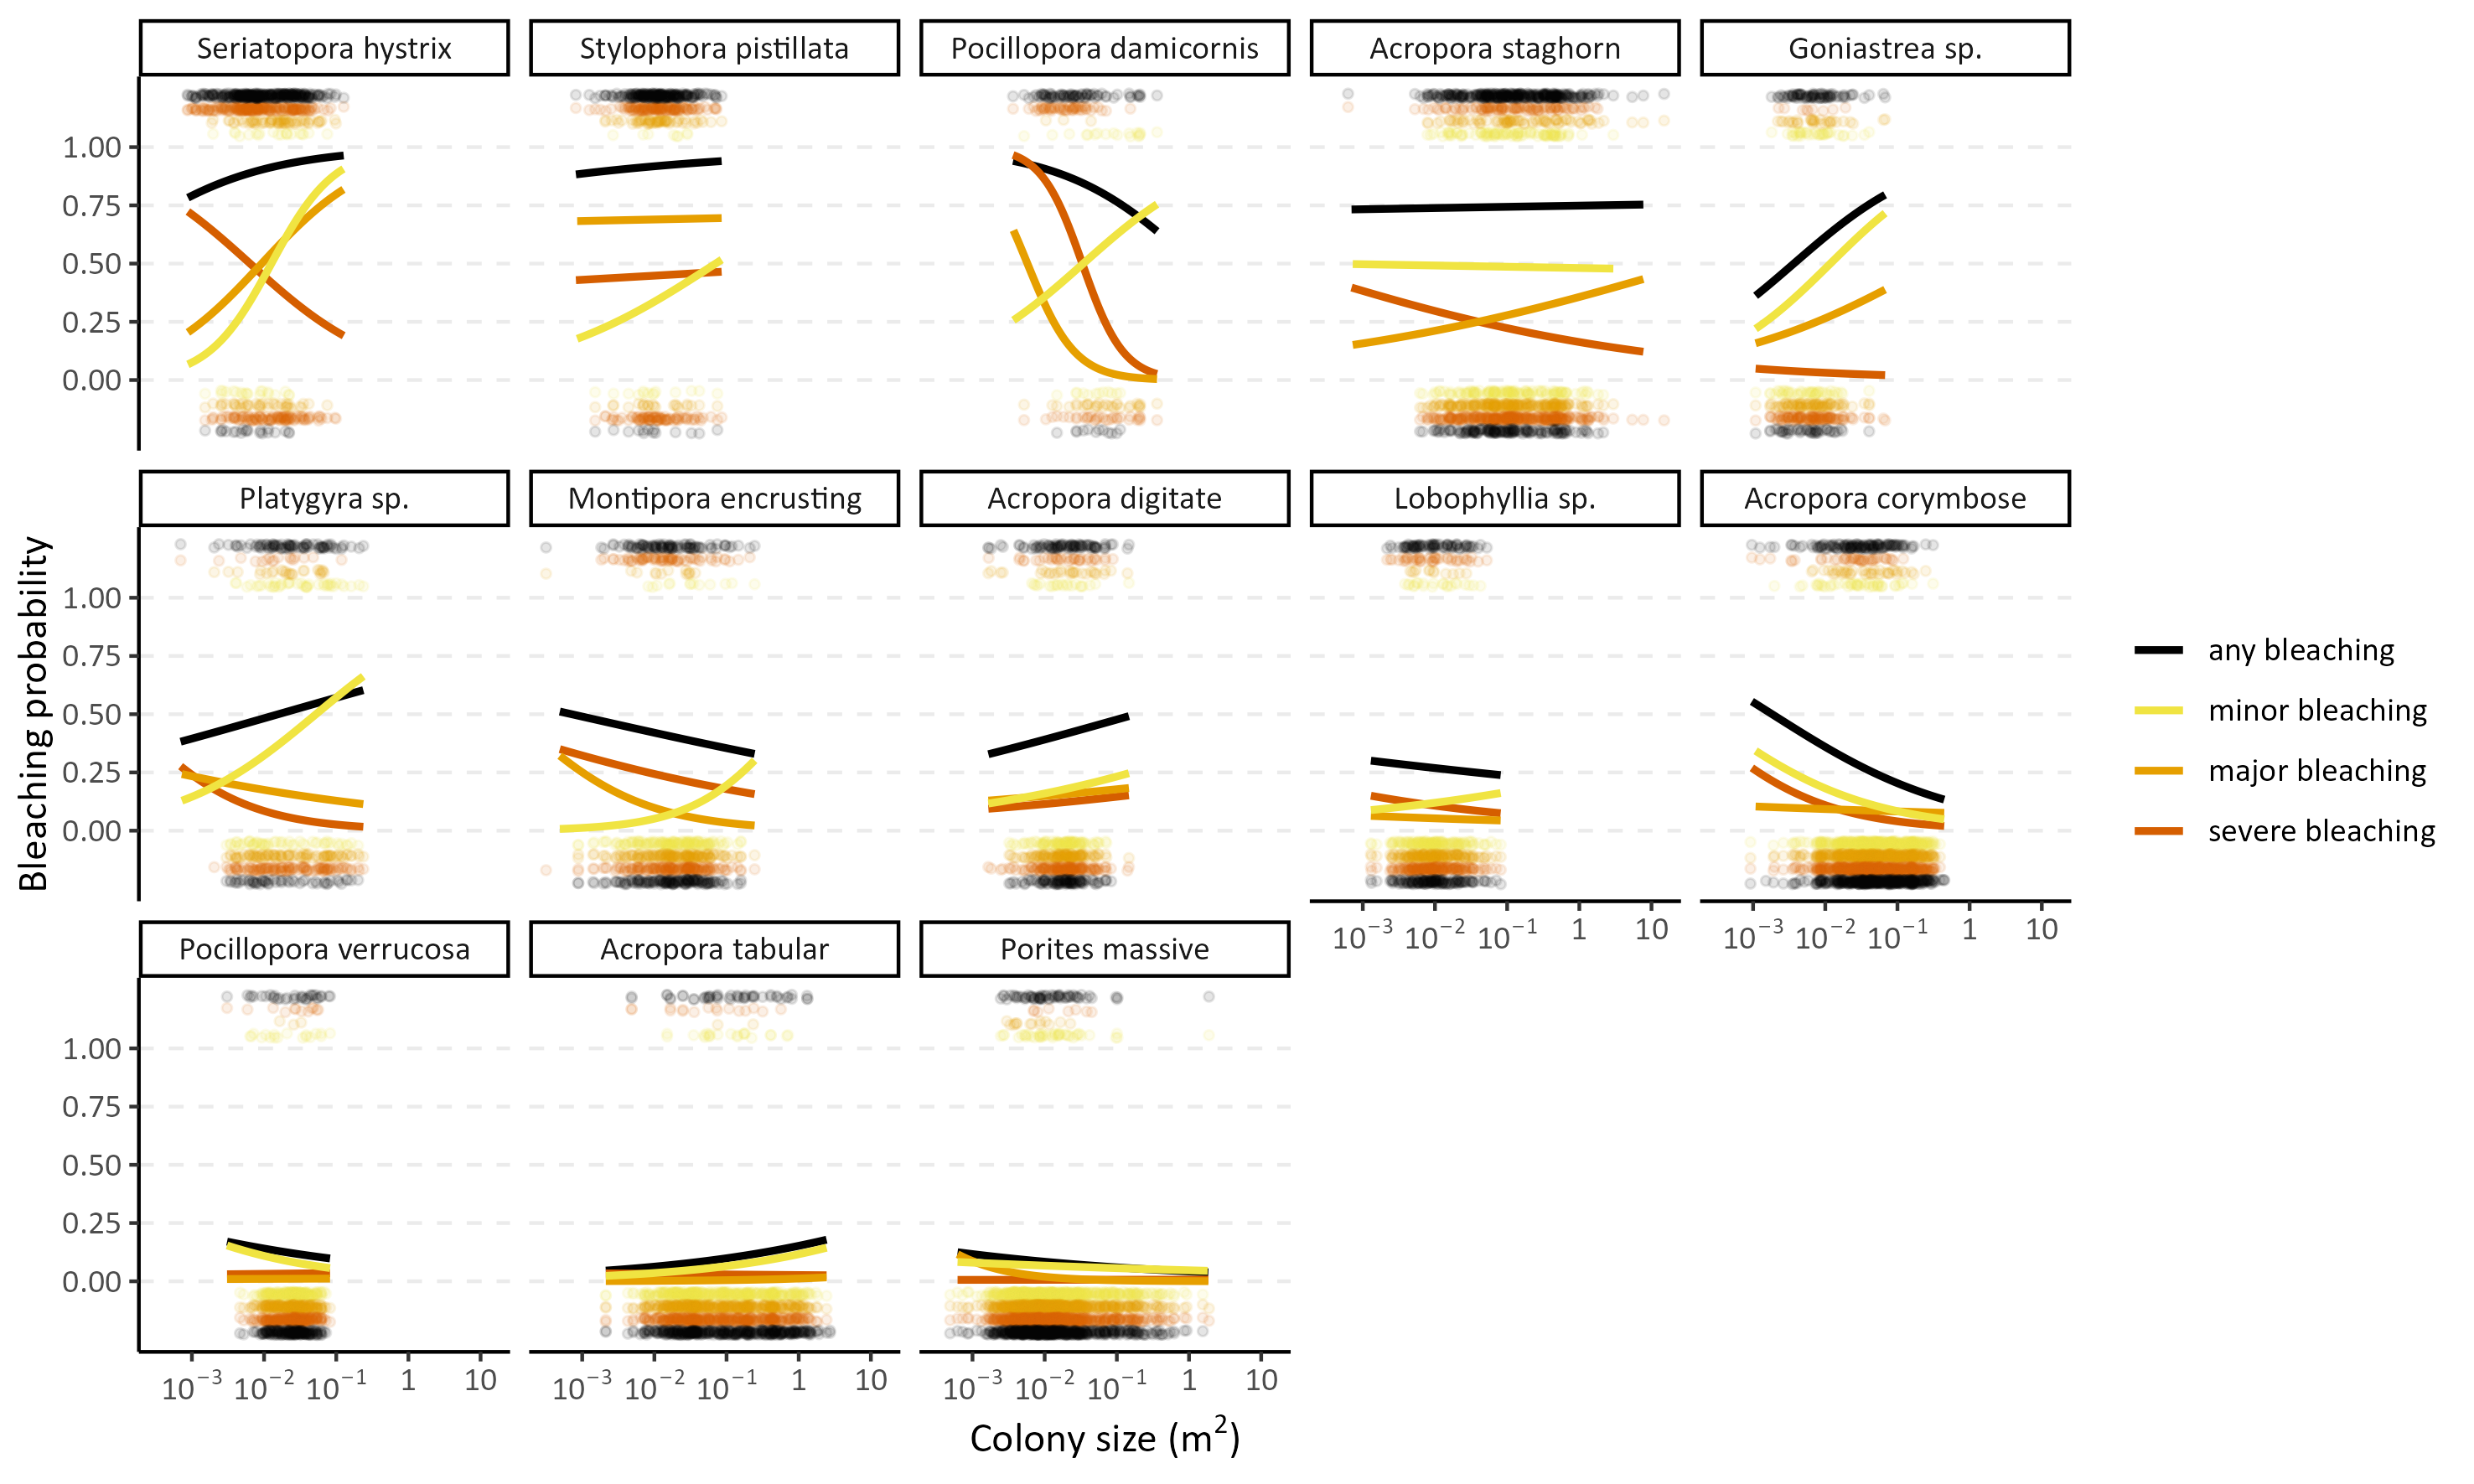 Seriatopora hystrix
Stylophora pistillata
Pocillopora damicornis
Acropora staghorn
Goniastrea sp.
1.00
0.75
0.50
0.25
0.00
Platygyra sp.
Montipora encrusting
Acropora digitate
Lobophyllia sp.
Acropora corymbose
Bleaching probability
1.00
0.75
0.50
0.25
0.00
10⁻³ 10⁻² 10⁻¹ 1 10
10⁻³ 10⁻² 10⁻¹ 1 10
any bleaching
minor bleaching
major bleaching
severe bleaching
Pocillopora verrucosa
Acropora tabular
Porites massive
1.00
0.75
0.50
0.25
0.00
10⁻³ 10⁻² 10⁻¹ 1 10
10⁻³ 10⁻² 10⁻¹ 1 10
10⁻³ 10⁻² 10⁻¹ 1 10
Colony size (m²)